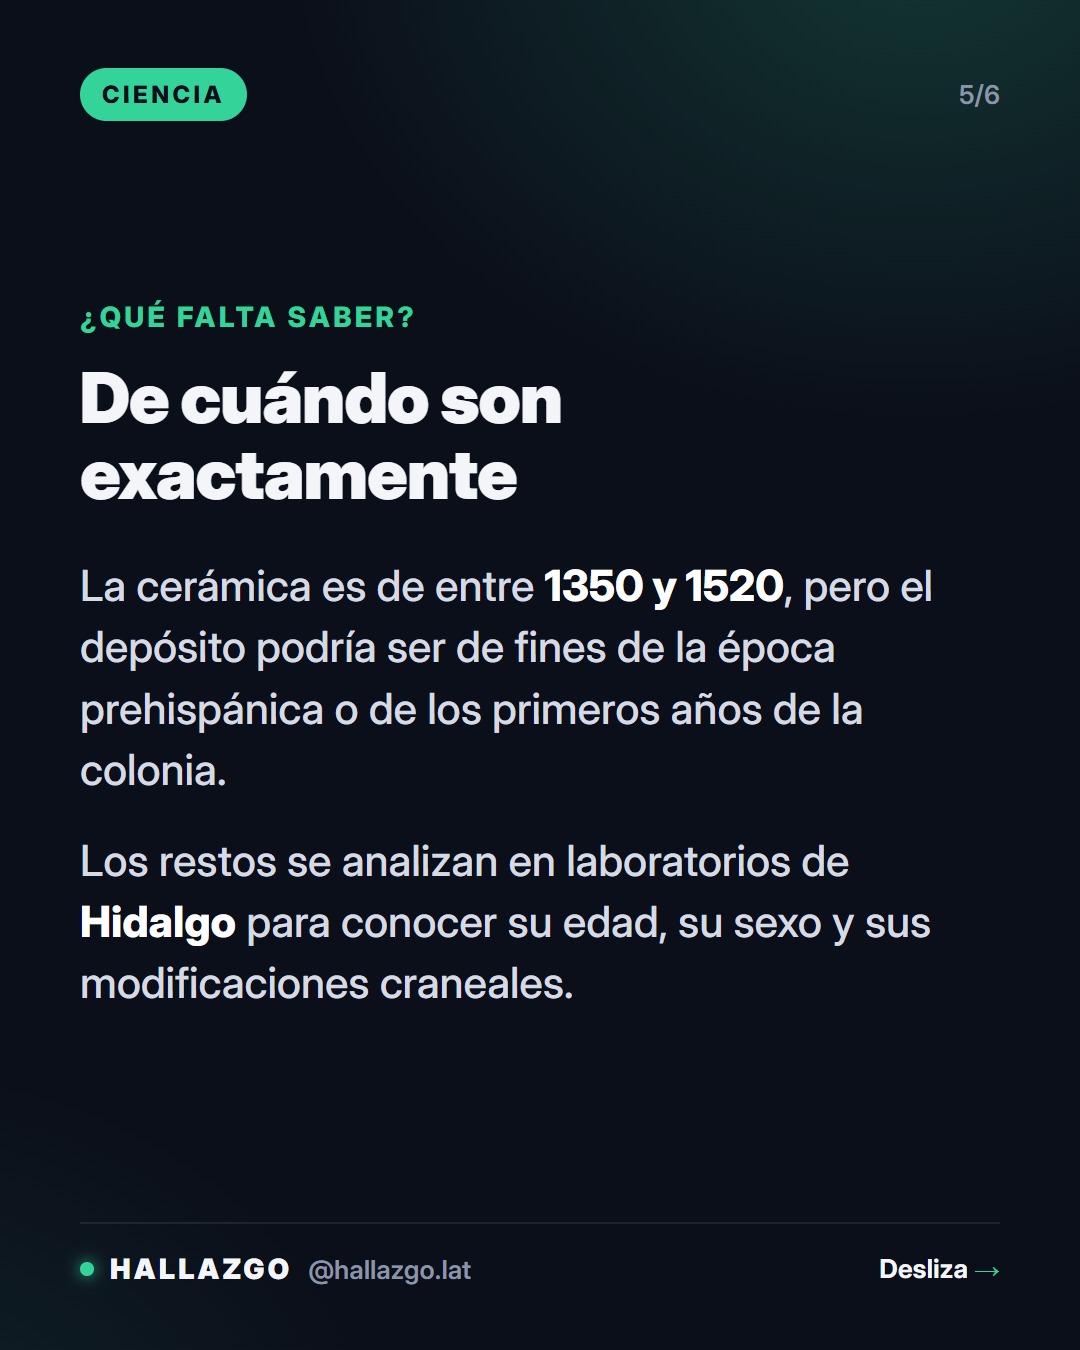 CIENCIA
5/6
¿QUÉ FALTA SABER?
De cuándo son
exactamente
La cerámica es de entre 1350 y 1520, pero el
depósito podría ser de fines de la época
prehispánica o de los primeros años de la
colonia.
Los restos se analizan en laboratorios de
Hidalgo para conocer su edad, su sexo y sus
modificaciones craneales.
HALLAZGO @hallazgo.lat
Desliza →